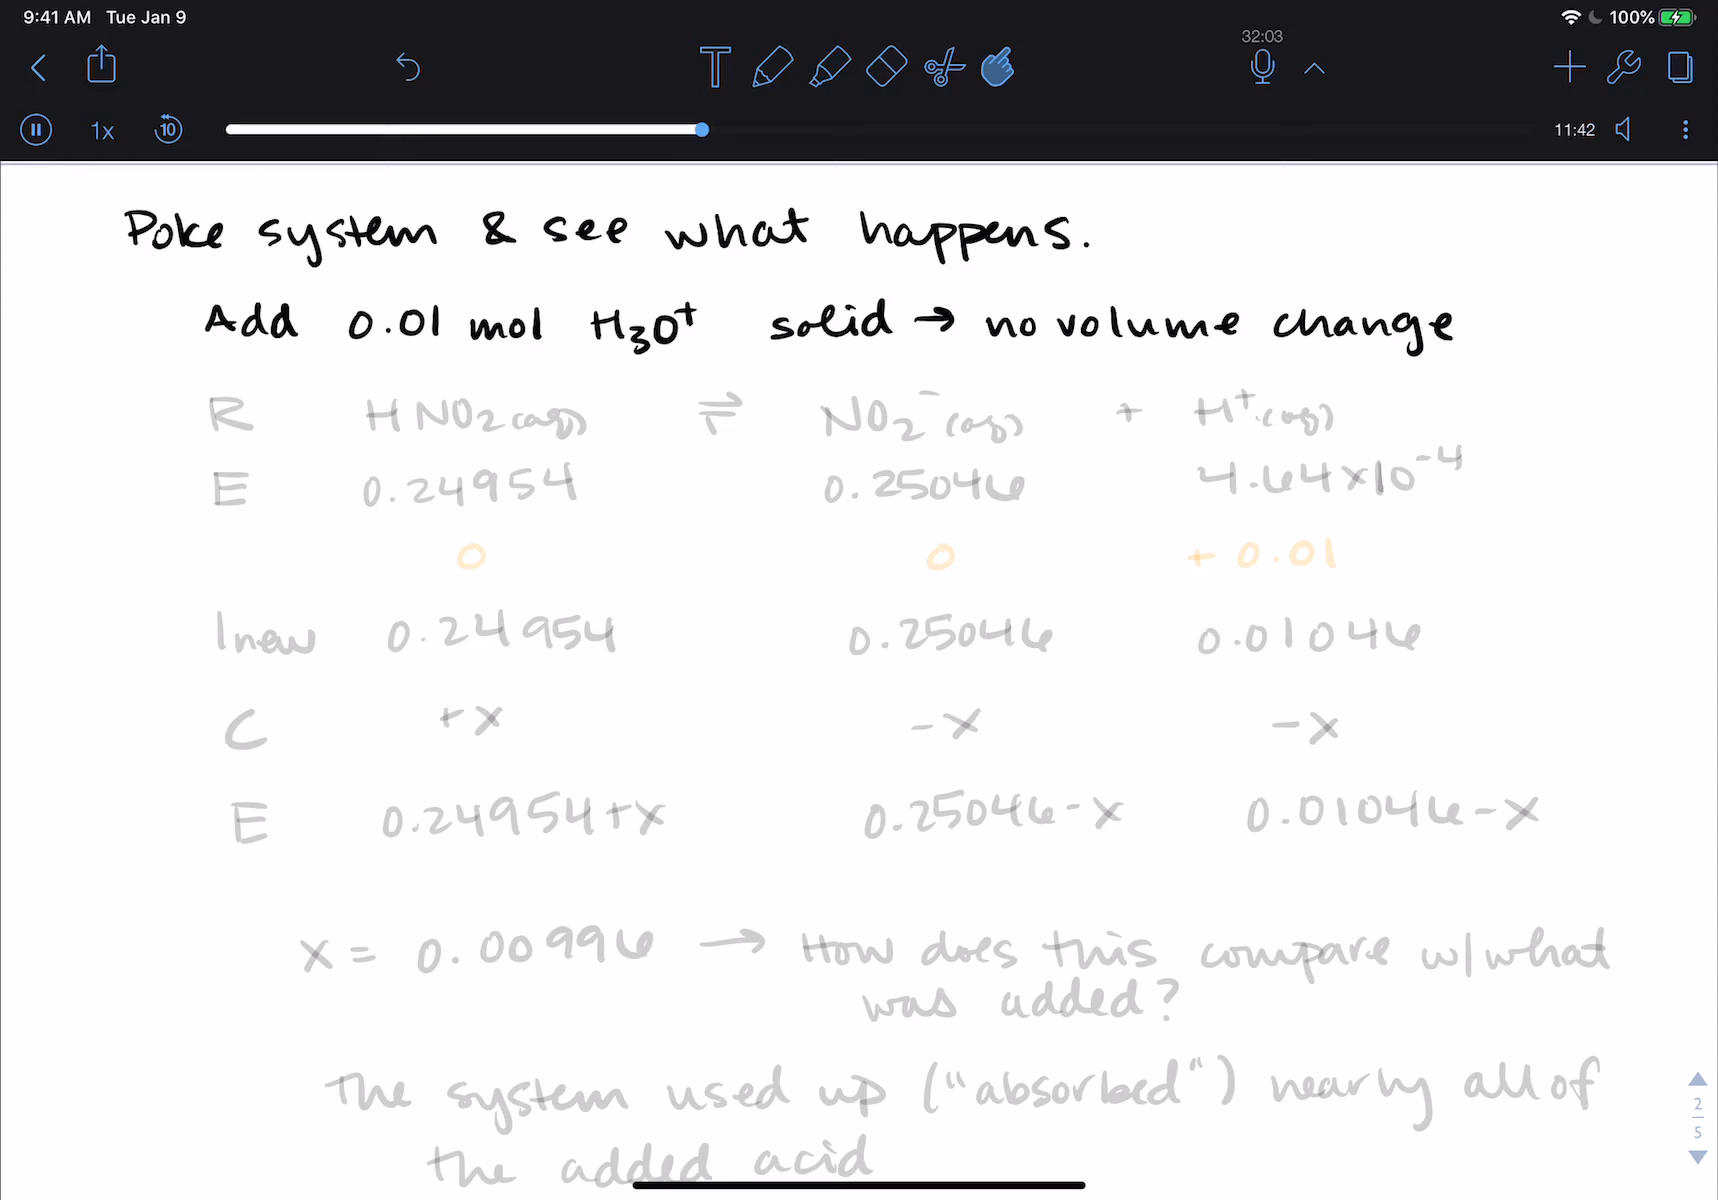 9:41 AM Tue Jan 9
100%
32:03
1x
10
11:42
Poke system & see what happens.
Add 0.01 mol H3O+ solid → no volume change
R HNO2(aq) ⇌ NO2⁻(aq) + H+(aq)
E 0.24954 0.25046 4.64x10⁻⁴
0 0 + 0.01
Inew 0.24954 0.25046 0.01046
C +x -x -x
E 0.24954+x 0.25046-x 0.01046-x
x = 0.00996 → How does this compare w/what
was added?
The system used up ("absorbed") nearly all of
the added acid
2
5